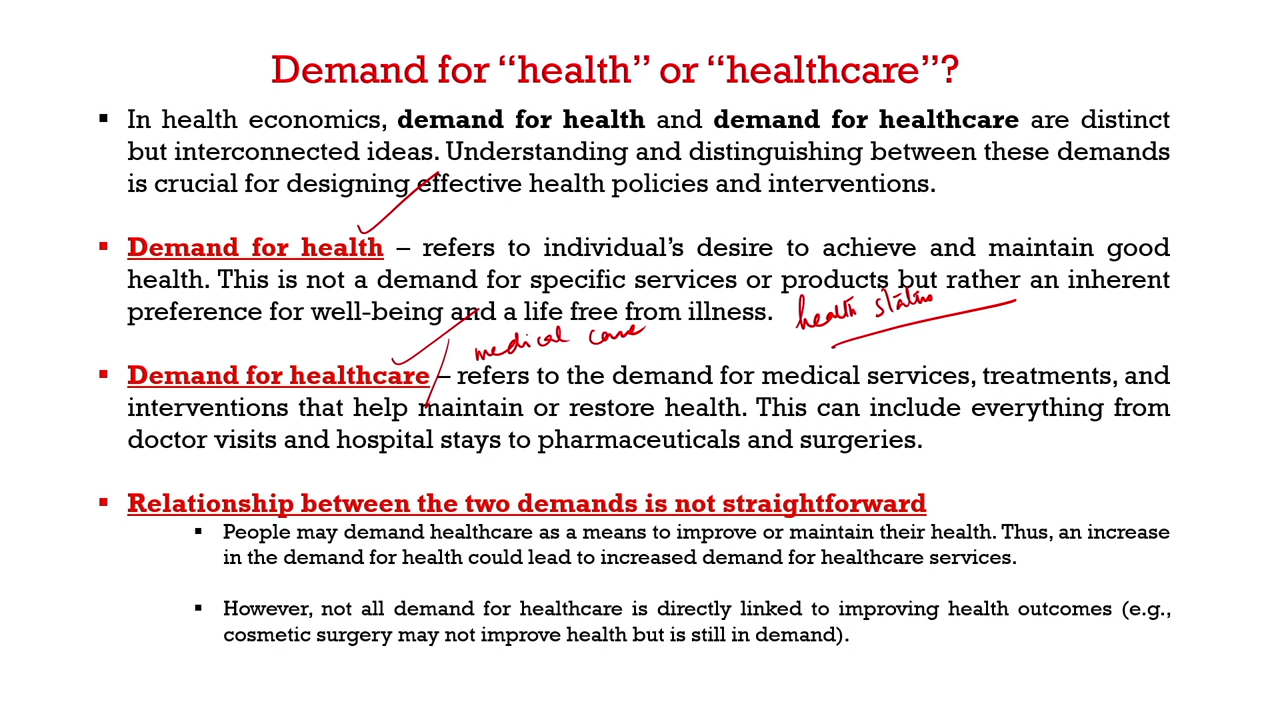 Demand for “health” or “healthcare”?
▪ In health economics, demand for health and demand for healthcare are distinct
but interconnected ideas. Understanding and distinguishing between these demands
is crucial for designing effective health policies and interventions.
▪ Demand for health – refers to individual’s desire to achieve and maintain good
health. This is not a demand for specific services or products but rather an inherent
preference for well-being and a life free from illness.
health status
medical care
▪ Demand for healthcare – refers to the demand for medical services, treatments, and
interventions that help maintain or restore health. This can include everything from
doctor visits and hospital stays to pharmaceuticals and surgeries.
▪ Relationship between the two demands is not straightforward
▪ People may demand healthcare as a means to improve or maintain their health. Thus, an increase
in the demand for health could lead to increased demand for healthcare services.
▪ However, not all demand for healthcare is directly linked to improving health outcomes (e.g.,
cosmetic surgery may not improve health but is still in demand).